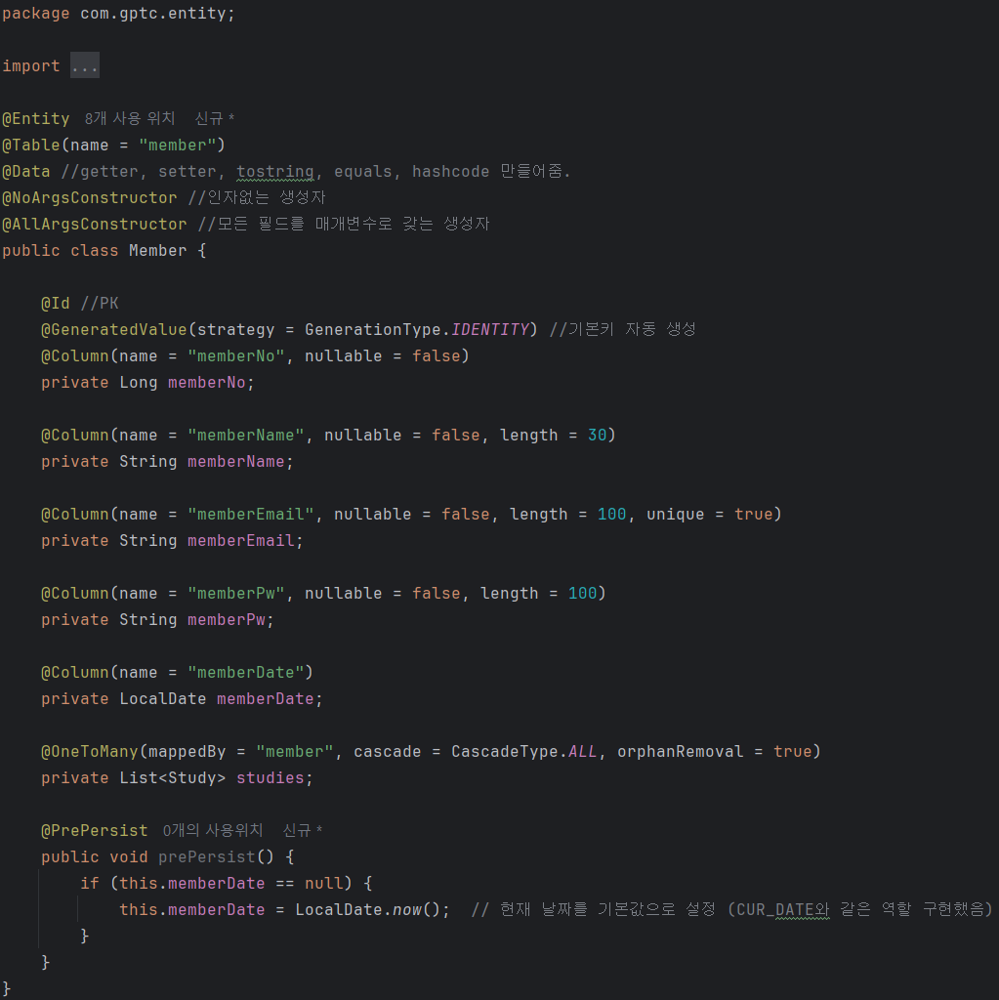 package com.gptc.entity;
import ...
@Entity 8개 사용 위치 신규 *
@Table(name = "member")
@Data //getter, setter, tostring, equals, hashcode 만들어줌.
@NoArgsConstructor //인자없는 생성자
@AllArgsConstructor //모든 필드를 매개변수로 갖는 생성자
public class Member {
@Id //PK
@GeneratedValue(strategy = GenerationType.IDENTITY) //기본키 자동 생성
@Column(name = "memberNo", nullable = false)
private Long memberNo;
@Column(name = "memberName", nullable = false, length = 30)
private String memberName;
@Column(name = "memberEmail", nullable = false, length = 100, unique = true)
private String memberEmail;
@Column(name = "memberPw", nullable = false, length = 100)
private String memberPw;
@Column(name = "memberDate")
private LocalDate memberDate;
@OneToMany(mappedBy = "member", cascade = CascadeType.ALL, orphanRemoval = true)
private List<Study> studies;
@PrePersist 0개의 사용위치 신규 *
public void prePersist() {
if (this.memberDate == null) {
this.memberDate = LocalDate.now(); // 현재 날짜를 기본값으로 설정 (CUR_DATE와 같은 역할 구현했음)
}
}
}